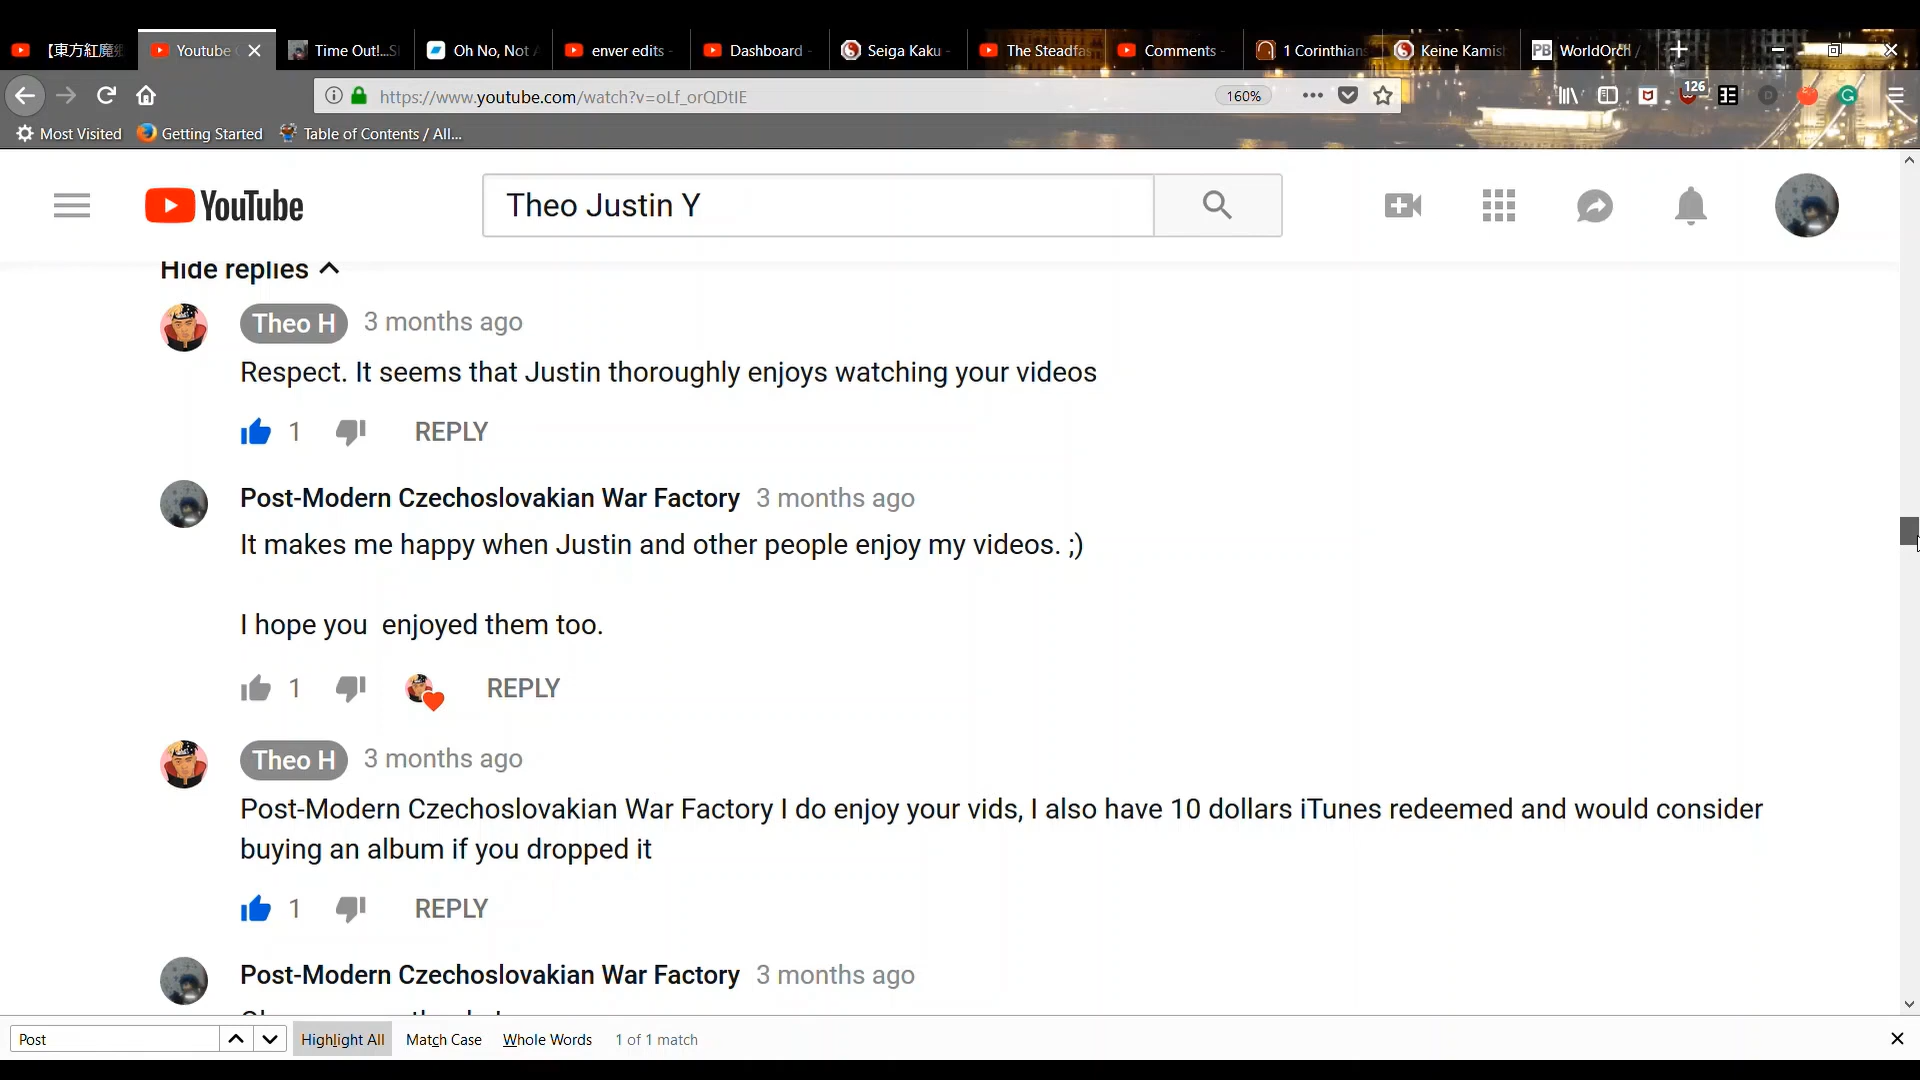 【東方紅魔郷
Youtube
Time Out!...S
Oh No, Not A
enver edits -
Dashboard -
Seiga Kaku -
The Steadfas
Comments -
1 Corinthians
Keine Kamis
PB WorldOrd /
https://www.youtube.com/watch?v=oLf_orQDtIE
160%
126
Most Visited
Getting Started
Table of Contents / All...
YouTube
Theo Justin Y
Hide replies
Theo H 3 months ago
Respect. It seems that Justin thoroughly enjoys watching your videos
1 REPLY
Post-Modern Czechoslovakian War Factory 3 months ago
It makes me happy when Justin and other people enjoy my videos. ;)
I hope you  enjoyed them too.
1 REPLY
Theo H 3 months ago
Post-Modern Czechoslovakian War Factory I do enjoy your vids, I also have 10 dollars iTunes redeemed and would consider
buying an album if you dropped it
1 REPLY
Post-Modern Czechoslovakian War Factory 3 months ago
Post
Highlight All
Match Case
Whole Words
1 of 1 match